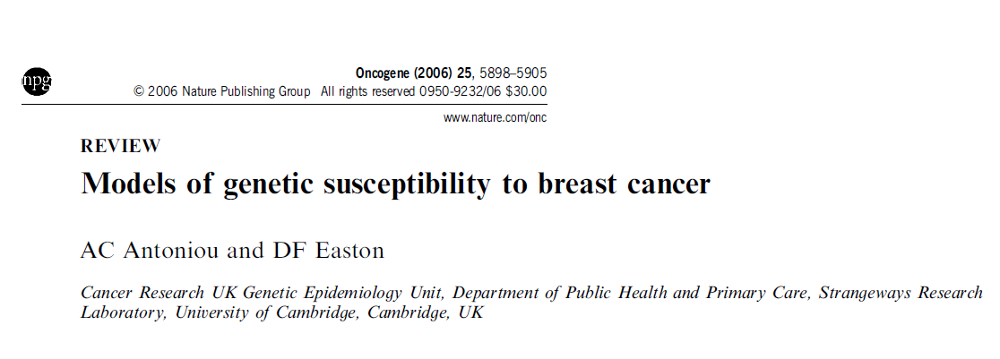 npg
Oncogene (2006) 25, 5898–5905
© 2006 Nature Publishing Group All rights reserved 0950-9232/06 $30.00
www.nature.com/onc
REVIEW
Models of genetic susceptibility to breast cancer
AC Antoniou and DF Easton
Cancer Research UK Genetic Epidemiology Unit, Department of Public Health and Primary Care, Strangeways Research
Laboratory, University of Cambridge, Cambridge, UK